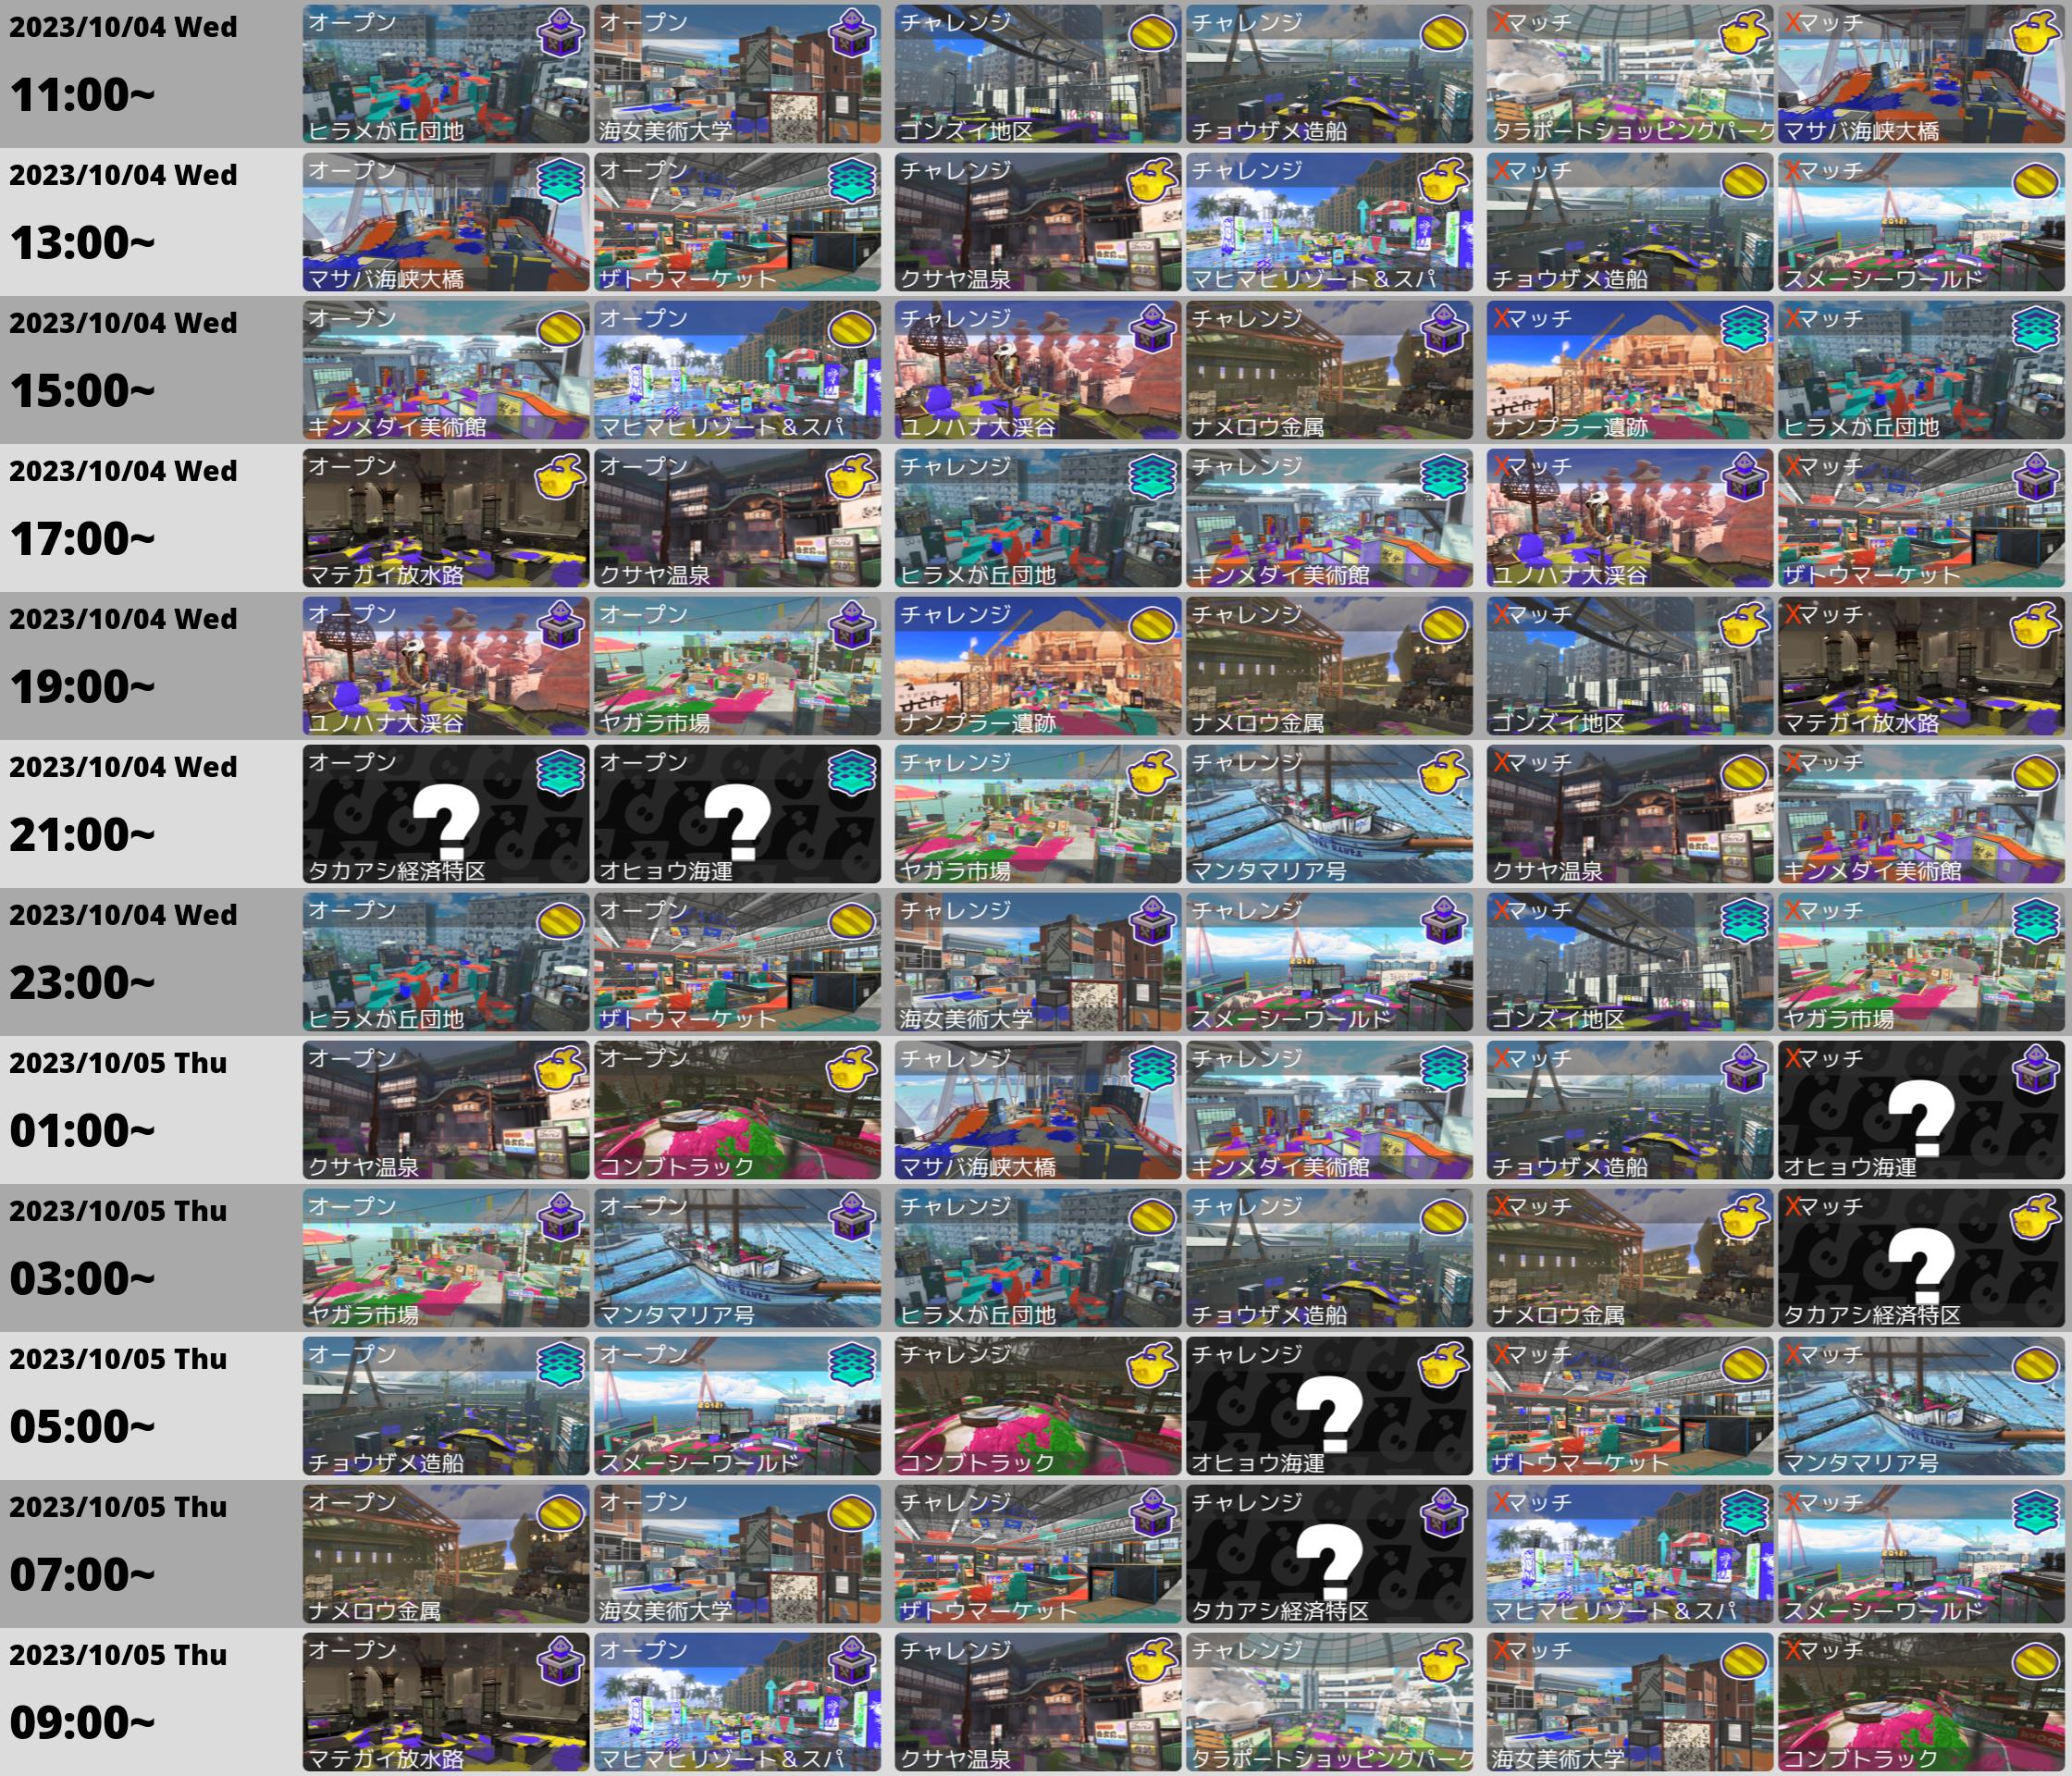 2023/10/04 Wed
11:00~
オープン オープン チャレンジ チャレンジ Xマッチ Xマッチ
ヒラメが丘団地 海女美術大学 ゴンズイ地区 チョウザメ造船 タラポートショッピングパーク マサバ海峡大橋
2023/10/04 Wed
13:00~
オープン オープン チャレンジ チャレンジ Xマッチ Xマッチ
マサバ海峡大橋 ザトウマーケット クサヤ温泉 マヒマヒリゾート＆スパ チョウザメ造船 スメーシーワールド
2023/10/04 Wed
15:00~
オープン オープン チャレンジ チャレンジ Xマッチ Xマッチ
キンメダイ美術館 マヒマヒリゾート＆スパ ユノハナ大渓谷 ナメロウ金属 ナンプラー遺跡 ヒラメが丘団地
2023/10/04 Wed
17:00~
オープン オープン チャレンジ チャレンジ Xマッチ Xマッチ
マテガイ放水路 クサヤ温泉 ヒラメが丘団地 キンメダイ美術館 ユノハナ大渓谷 ザトウマーケット
2023/10/04 Wed
19:00~
オープン オープン チャレンジ チャレンジ Xマッチ Xマッチ
ユノハナ大渓谷 ヤガラ市場 ナンプラー遺跡 ナメロウ金属 ゴンズイ地区 マテガイ放水路
2023/10/04 Wed
21:00~
オープン オープン チャレンジ チャレンジ Xマッチ Xマッチ
? ?
タカアシ経済特区 オヒョウ海運 ヤガラ市場 マンタマリア号 クサヤ温泉 キンメダイ美術館
2023/10/04 Wed
23:00~
オープン オープン チャレンジ チャレンジ Xマッチ Xマッチ
ヒラメが丘団地 ザトウマーケット 海女美術大学 スメーシーワールド ゴンズイ地区 ヤガラ市場
2023/10/05 Thu
01:00~
オープン オープン チャレンジ チャレンジ Xマッチ Xマッチ
?
クサヤ温泉 コンブトラック マサバ海峡大橋 キンメダイ美術館 チョウザメ造船 オヒョウ海運
2023/10/05 Thu
03:00~
オープン オープン チャレンジ チャレンジ Xマッチ Xマッチ
?
ヤガラ市場 マンタマリア号 ヒラメが丘団地 チョウザメ造船 ナメロウ金属 タカアシ経済特区
2023/10/05 Thu
05:00~
オープン オープン チャレンジ チャレンジ Xマッチ Xマッチ
?
チョウザメ造船 スメーシーワールド コンブトラック オヒョウ海運 ザトウマーケット マンタマリア号
2023/10/05 Thu
07:00~
オープン オープン チャレンジ チャレンジ Xマッチ Xマッチ
?
ナメロウ金属 海女美術大学 ザトウマーケット タカアシ経済特区 マヒマヒリゾート＆スパ スメーシーワールド
2023/10/05 Thu
09:00~
オープン オープン チャレンジ チャレンジ Xマッチ Xマッチ
マテガイ放水路 マヒマヒリゾート＆スパ クサヤ温泉 タラポートショッピングパーク 海女美術大学 コンブトラック